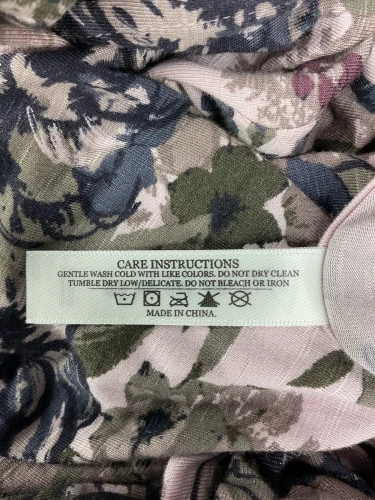 CARE INSTRUCTIONS
GENTLE WASH COLD WITH LIKE COLORS. DO NOT DRY CLEAN
TUMBLE DRY LOW/DELICATE. DO NOT BLEACH OR IRON
MADE IN CHINA.